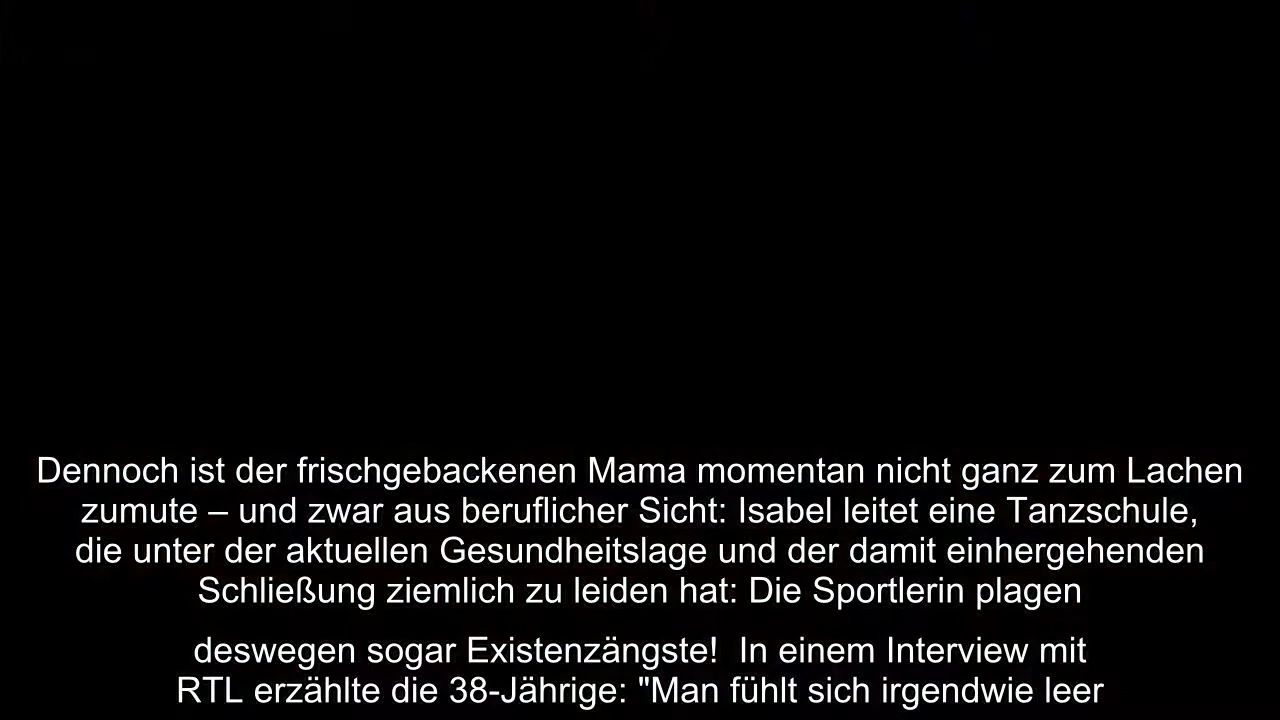 Dennoch ist der frischgebackenen Mama momentan nicht ganz zum Lachen
zumute – und zwar aus beruflicher Sicht: Isabel leitet eine Tanzschule,
die unter der aktuellen Gesundheitslage und der damit einhergehenden
Schließung ziemlich zu leiden hat: Die Sportlerin plagen
deswegen sogar Existenzängste!  In einem Interview mit
RTL erzählte die 38-Jährige: "Man fühlt sich irgendwie leer